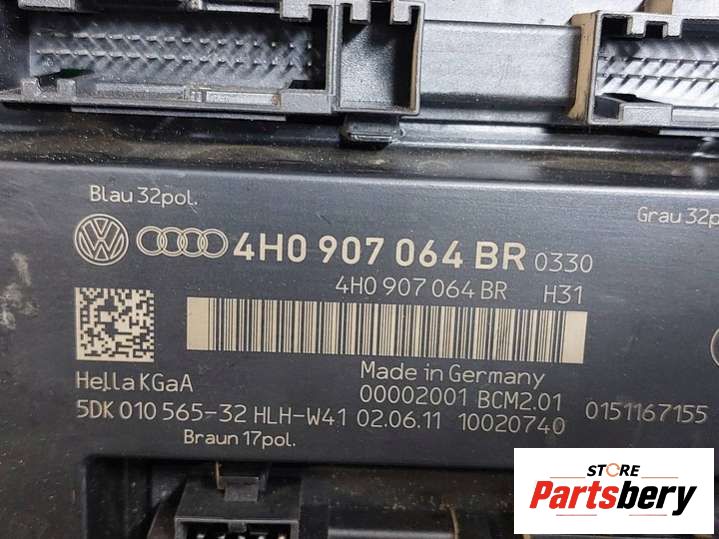 Blau 32pol.
Grau 32p
VW
4H0 907 064 BR 0330
4H0 907 064 BR H31
Hella KGaA
Made in Germany
00002001 BCM2.01
0151167155
5DK 010 565-32 HLH-W41 02.06.11 10020740
Braun 17pol.
STORE
Partsbery